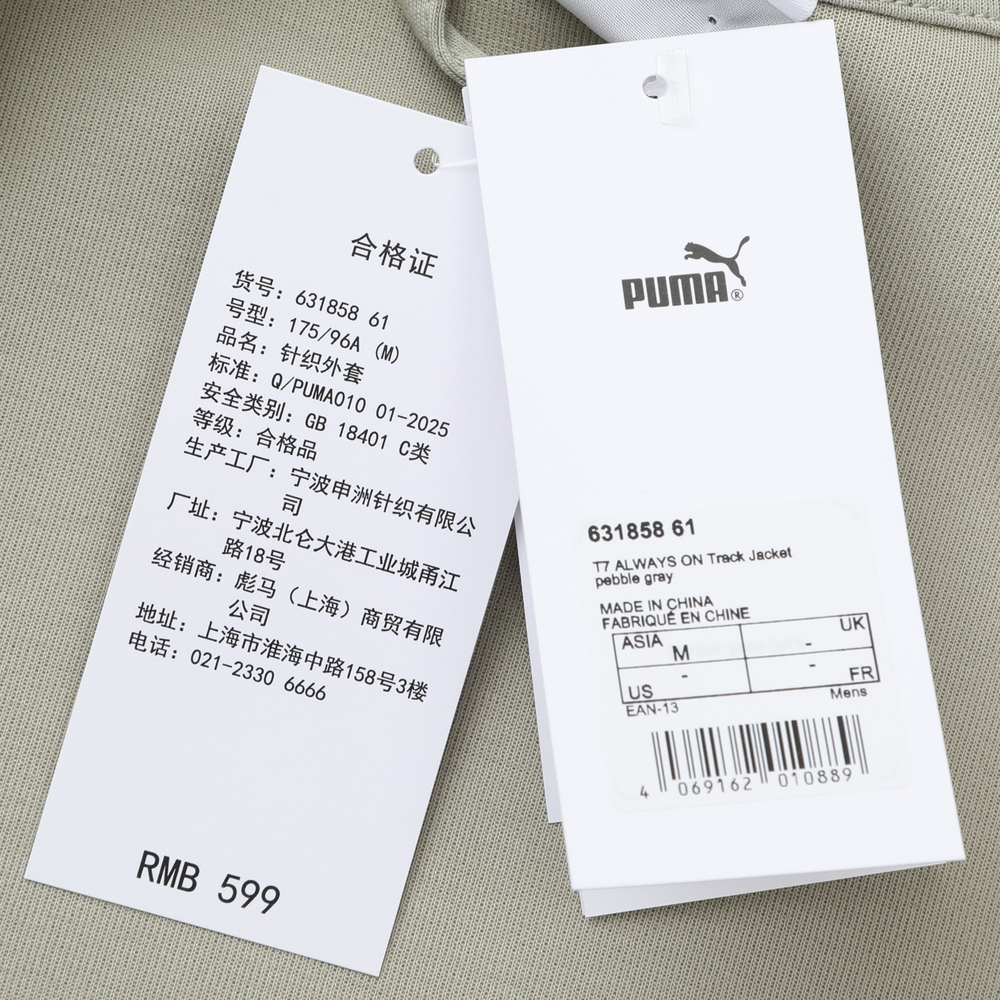 合格证
货号: 631858 61
号型: 175/96A (M)
品名: 针织外套
标准: Q/PUMA010 01-2025
安全类别: GB 18401 C类
等级: 合格品
生产工厂: 宁波申洲针织有限公
司
厂址: 宁波北仑大港工业城甬江
路18号
经销商: 彪马（上海）商贸有限
公司
地址: 上海市淮海中路158号3楼
电话: 021-2330 6666
RMB 599
PUMA®
631858 61
T7 ALWAYS ON Track Jacket
pebble gray
MADE IN CHINA
FABRIQUÉ EN CHINE
ASIA M - UK
US - - FR
EAN-13 Mens
4 069162 010889